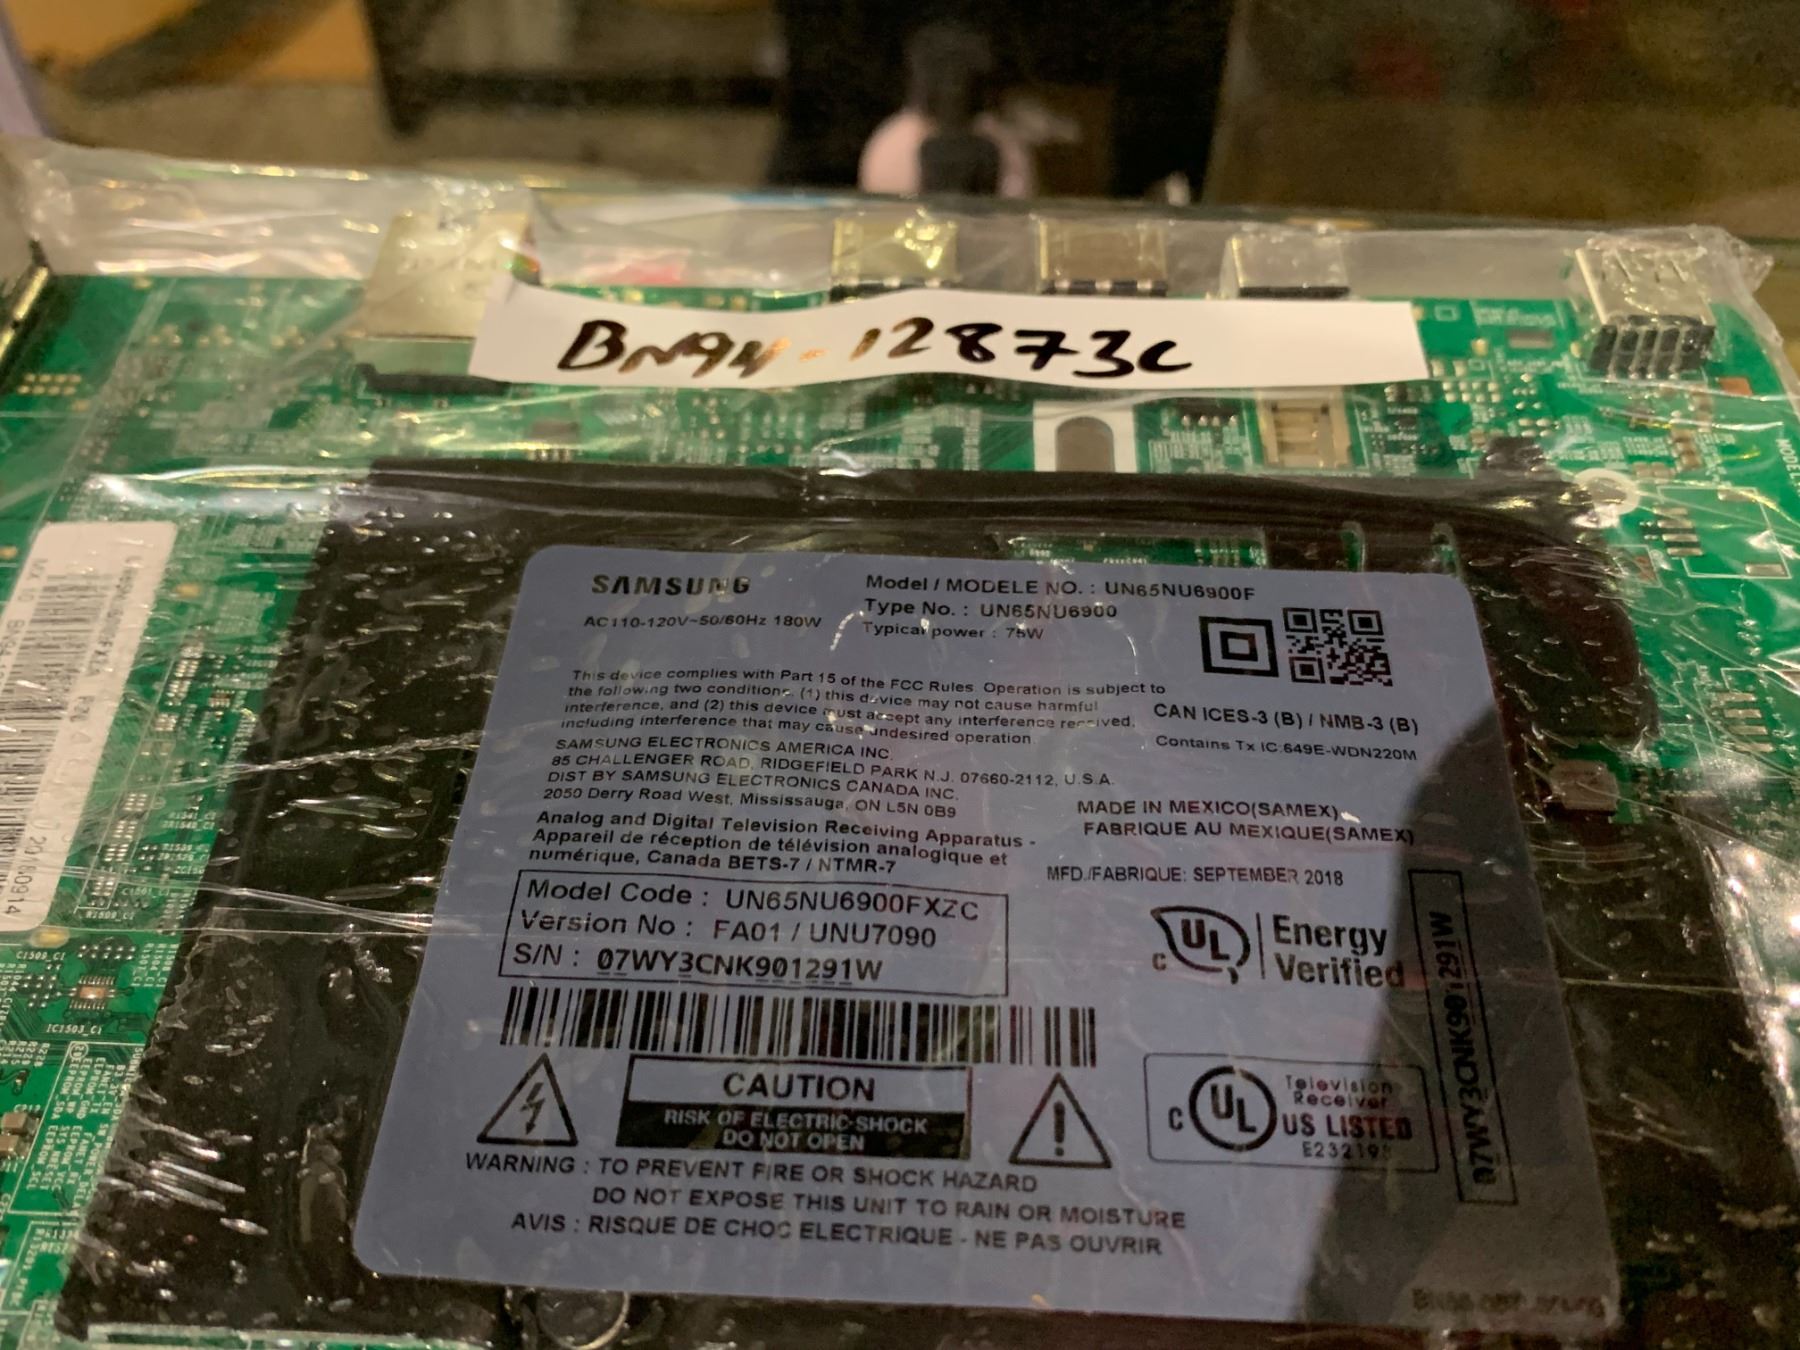 BN94-12873C
SAMSUNG
AC110-120V~50/60Hz 180W
Model / MODELE NO. : UN65NU6900F
Type No. : UN65NU6900
Typical power : 75W
This device complies with Part 15 of the FCC Rules. Operation is subject to
the following two conditions. (1) this device may not cause harmful
interference, and (2) this device must accept any interference received,
including interference that may cause undesired operation.
SAMSUNG ELECTRONICS AMERICA INC.
85 CHALLENGER ROAD, RIDGEFIELD PARK N.J. 07660-2112, U.S.A.
DIST BY SAMSUNG ELECTRONICS CANADA INC.
2050 Derry Road West, Mississauga, ON L5N 0B9
Analog and Digital Television Receiving Apparatus -
Appareil de réception de télévision analogique et
numérique, Canada BETS-7 / NTMR-7
CAN ICES-3 (B) / NMB-3 (B)
Contains Tx IC:649E-WDN220M
MADE IN MEXICO(SAMEX)
FABRIQUE AU MEXIQUE(SAMEX)
MFD./FABRIQUE: SEPTEMBER 2018
Model Code : UN65NU6900FXZC
Version No : FA01 / UNU7090
S/N : 07WY3CNK901291W
C UL Energy
Verified
07WY3CNK901291W
CAUTION
RISK OF ELECTRIC SHOCK
DO NOT OPEN
C UL
Television
Receiver
US LISTED
WARNING : TO PREVENT FIRE OR SHOCK HAZARD
DO NOT EXPOSE THIS UNIT TO RAIN OR MOISTURE
AVIS : RISQUE DE CHOC ELECTRIQUE - NE PAS OUVRIR
C1509_C1
IC1503_C1